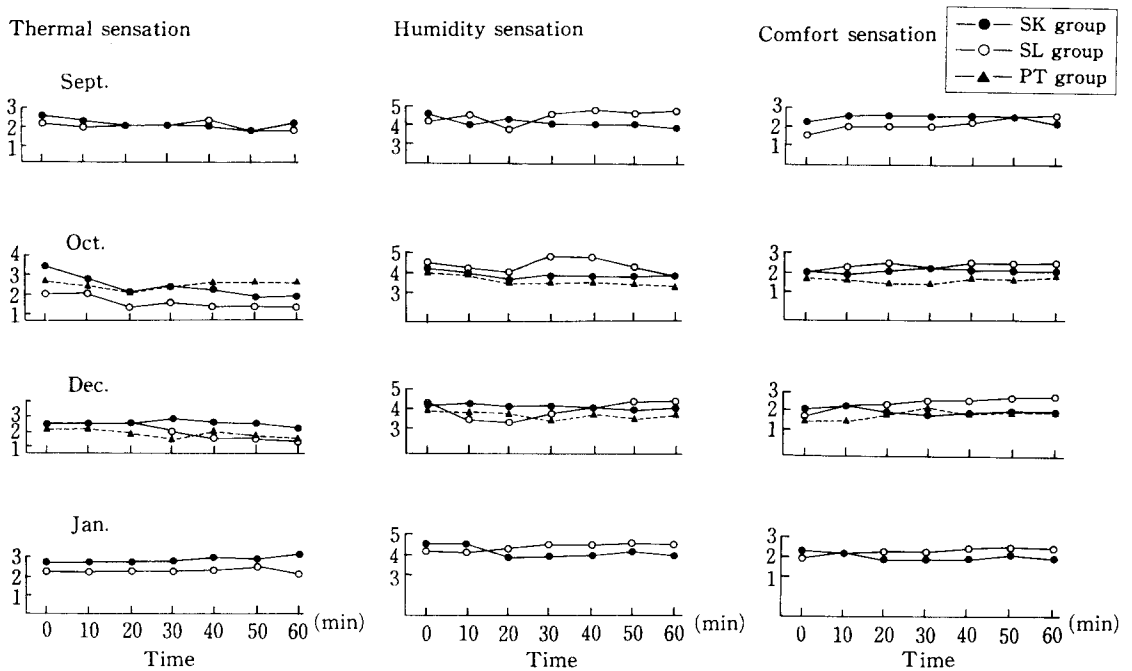 Thermal sensation
Humidity sensation
Comfort sensation
SK group
SL group
PT group
Sept.
3
2
1
5
4
3
3
2
1
Oct.
4
3
2
1
5
4
3
3
2
1
Dec.
3
2
1
5
4
3
3
2
1
Jan.
3
2
1
5
4
3
3
2
1
0 10 20 30 40 50 60 (min)
0 10 20 30 40 50 60 (min)
0 10 20 30 40 50 60 (min)
Time
Time
Time